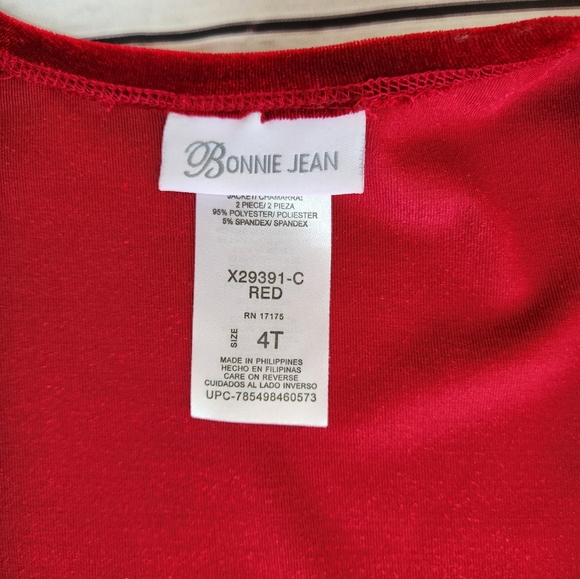 BONNIE JEAN
JACKET/ CHAMARRA:
2 PIECE/ 2 PIEZA
95% POLYESTER/ POLIESTER
5% SPANDEX/ SPANDEX
X29391-C
RED
RN 17175
SIZE 4T
MADE IN PHILIPPINES
HECHO EN FILIPINAS
CARE ON REVERSE
CUIDADOS AL LADO INVERSO
UPC-785498460573